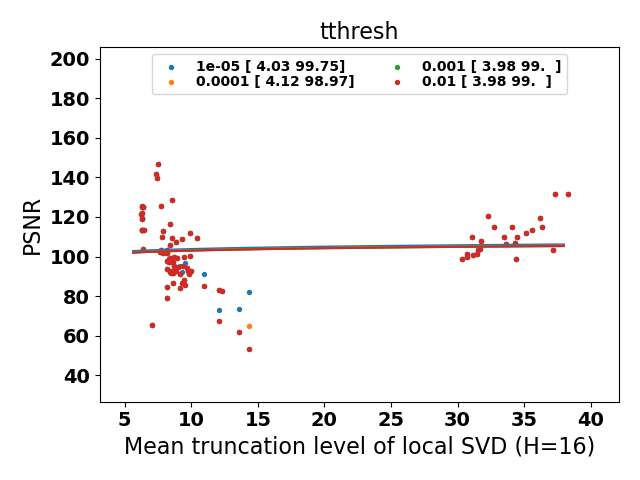 tthresh
1e-05 [ 4.03 99.75]
0.0001 [ 4.12 98.97]
0.001 [ 3.98 99.  ]
0.01 [ 3.98 99.  ]
PSNR
200
180
160
140
120
100
80
60
40
5 10 15 20 25 30 35 40
Mean truncation level of local SVD (H=16)